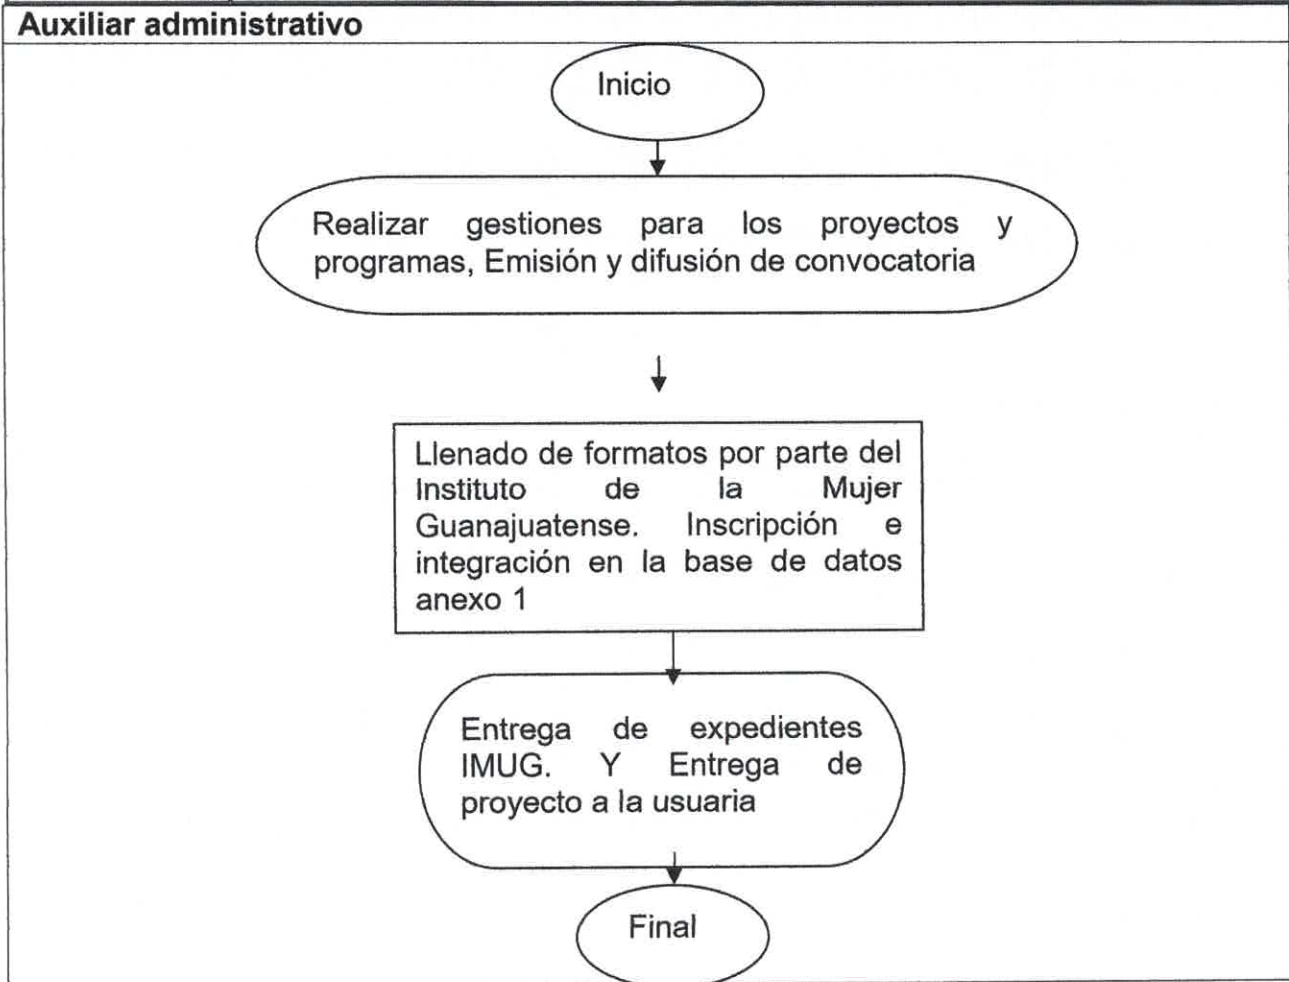 Auxiliar administrativo
Inicio
Realizar gestiones para los proyectos y
programas, Emisión y difusión de convocatoria
Llenado de formatos por parte del
Instituto de la Mujer
Guanajuatense. Inscripción e
integración en la base de datos
anexo 1
Entrega de expedientes
IMUG. Y Entrega de
proyecto a la usuaria
Final